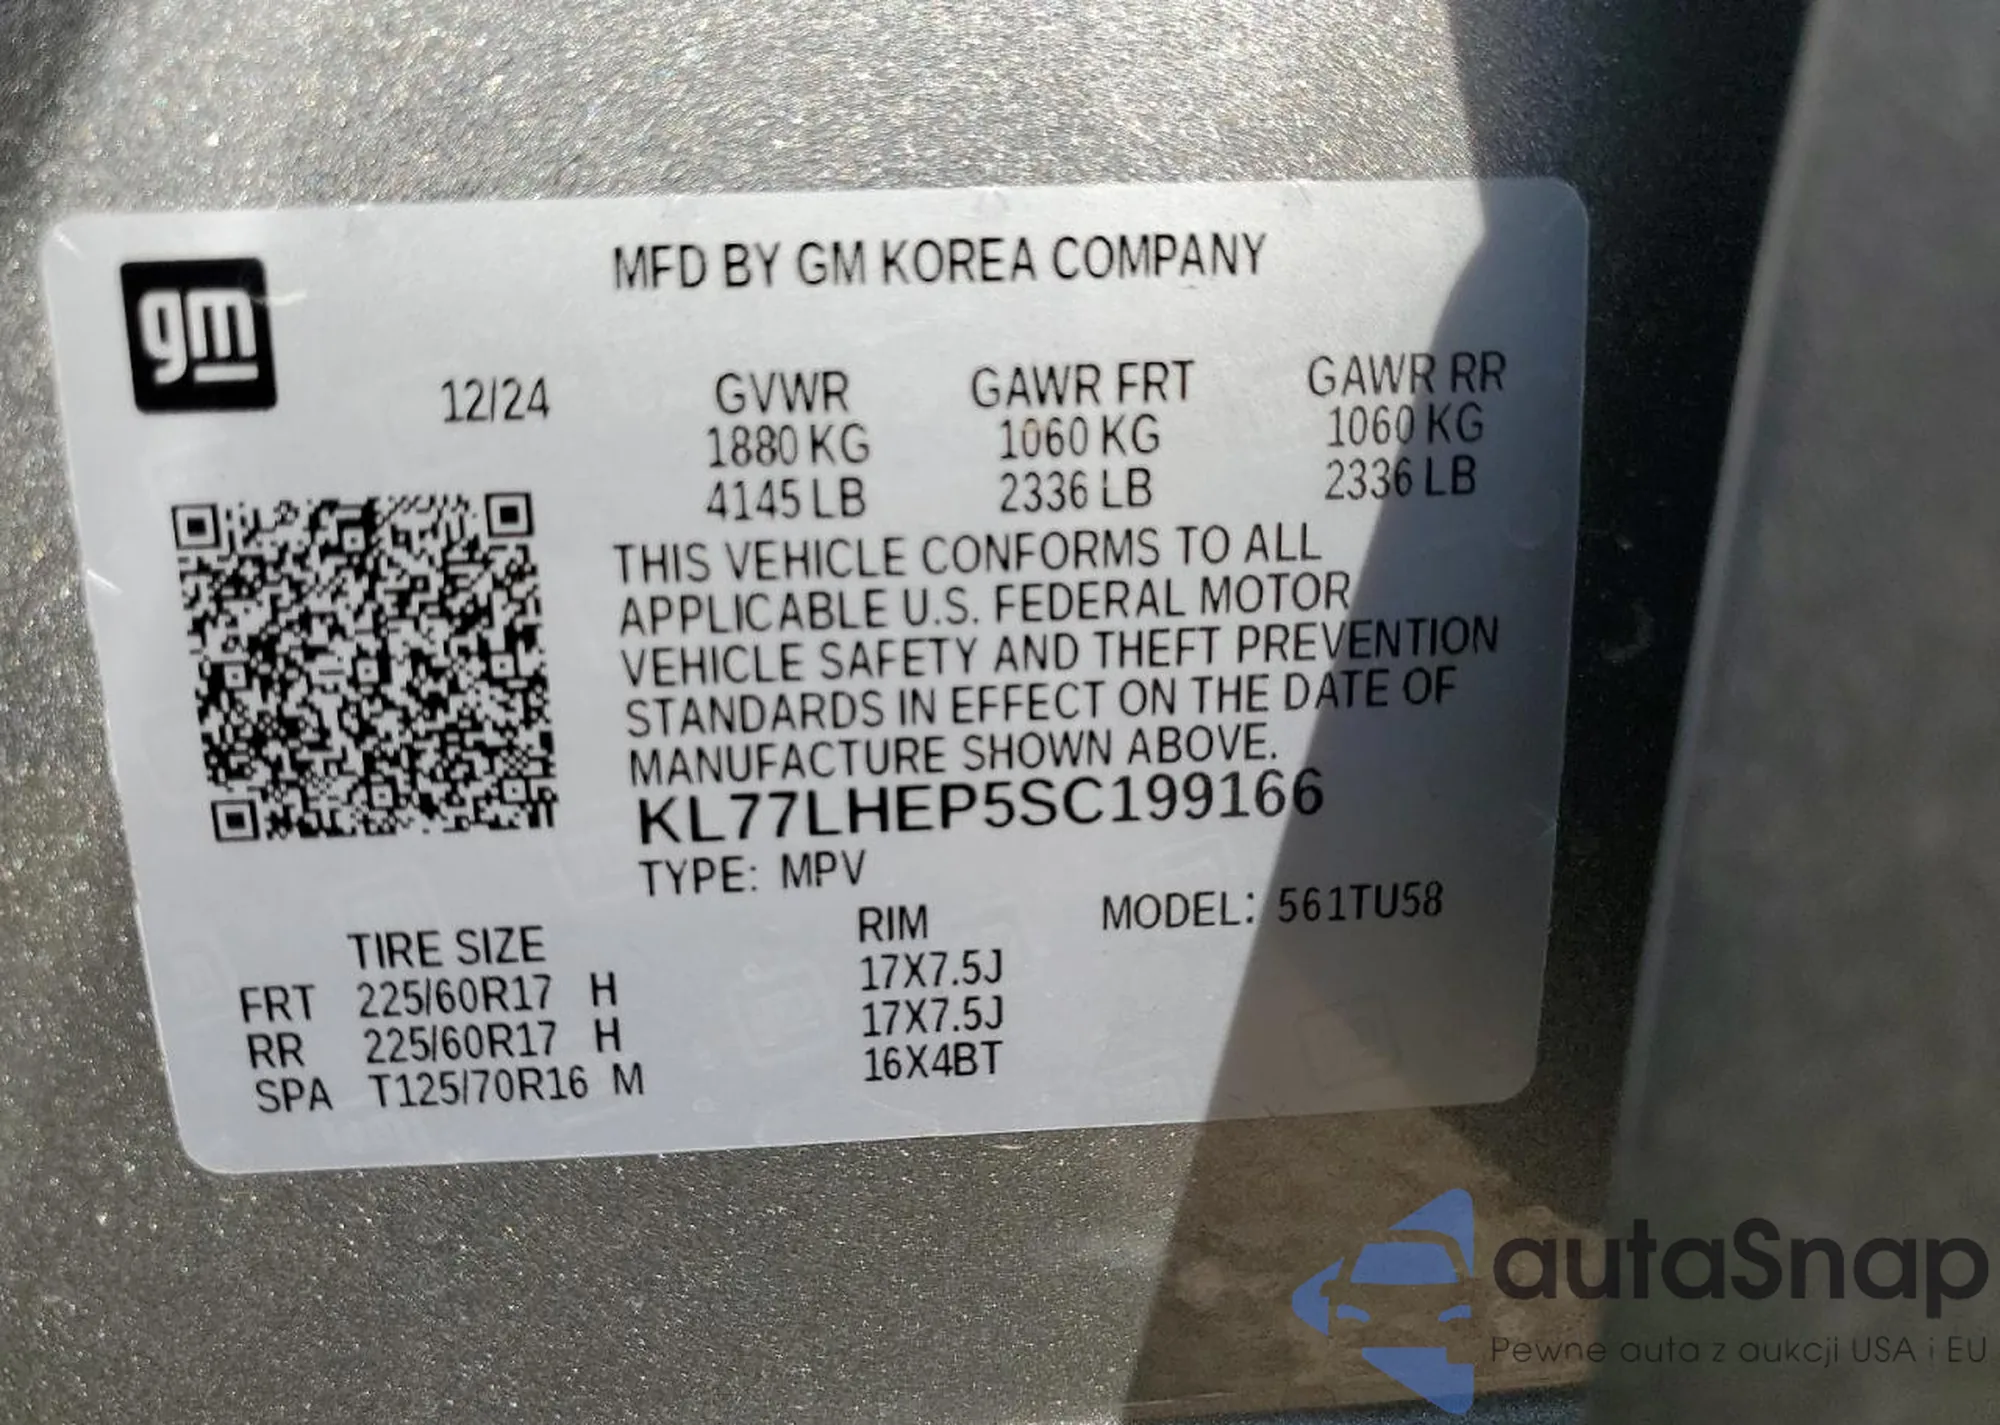 gm
MFD BY GM KOREA COMPANY
12/24
GVWR GAWR FRT GAWR RR
1880 KG 1060 KG 1060 KG
4145 LB 2336 LB 2336 LB
THIS VEHICLE CONFORMS TO ALL
APPLICABLE U.S. FEDERAL MOTOR
VEHICLE SAFETY AND THEFT PREVENTION
STANDARDS IN EFFECT ON THE DATE OF
MANUFACTURE SHOWN ABOVE.
KL77LHEP5SC199166
TYPE: MPV
MODEL: 561TU58
TIRE SIZE RIM
FRT 225/60R17 H 17X7.5J
RR 225/60R17 H 17X7.5J
SPA T125/70R16 M 16X4BT
autaSnap
Pewne auta z aukcji USA i EU